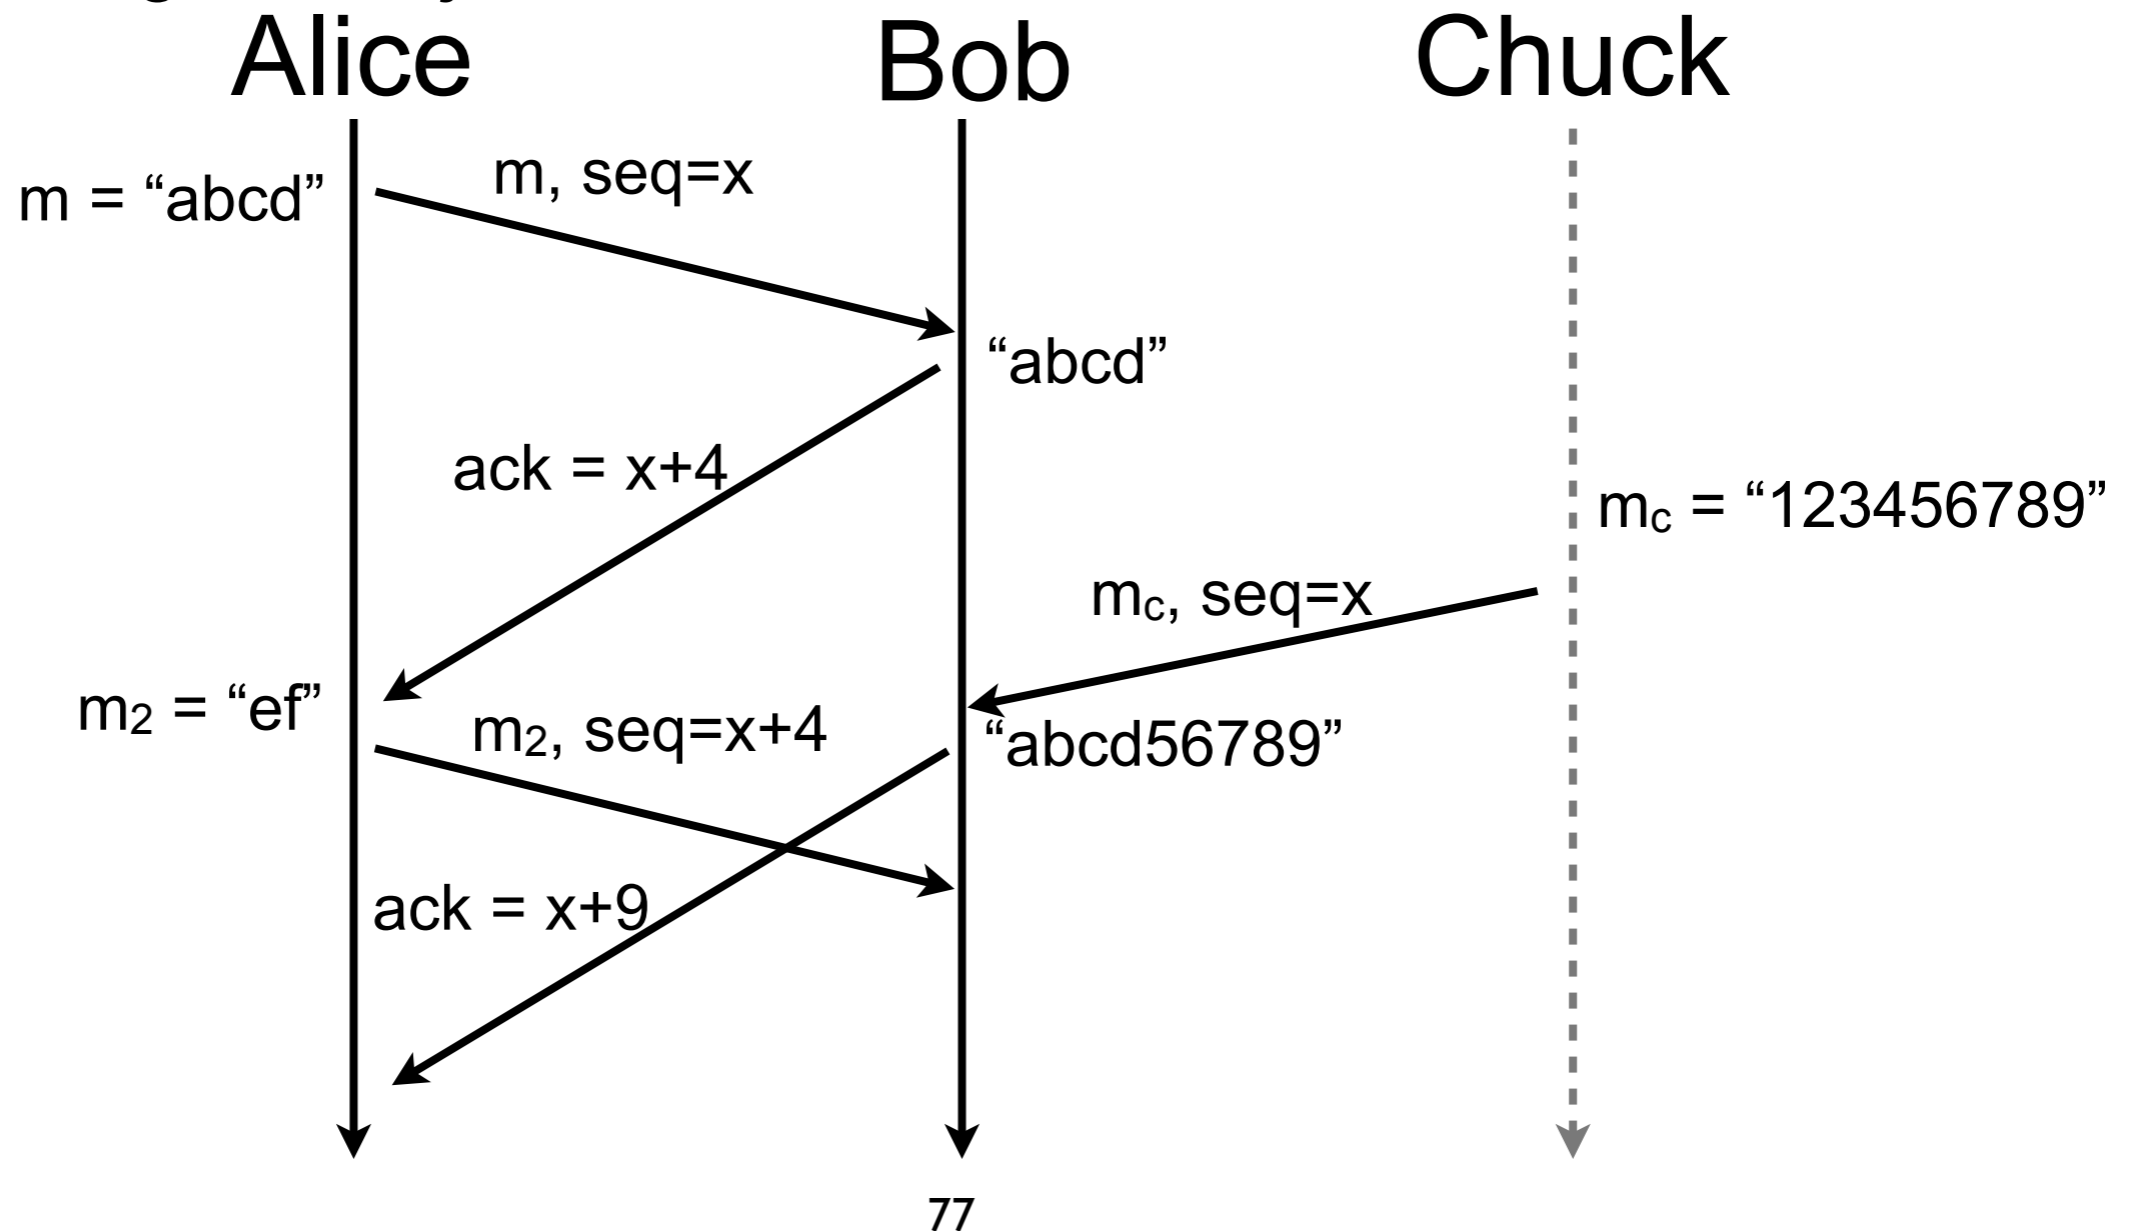 Alice
Bob
Chuck
m, seq=x
m = “abcd”
“abcd”
ack = x+4
mc = “123456789”
mc, seq=x
m2 = “ef”
m2, seq=x+4
“abcd56789”
ack = x+9
77